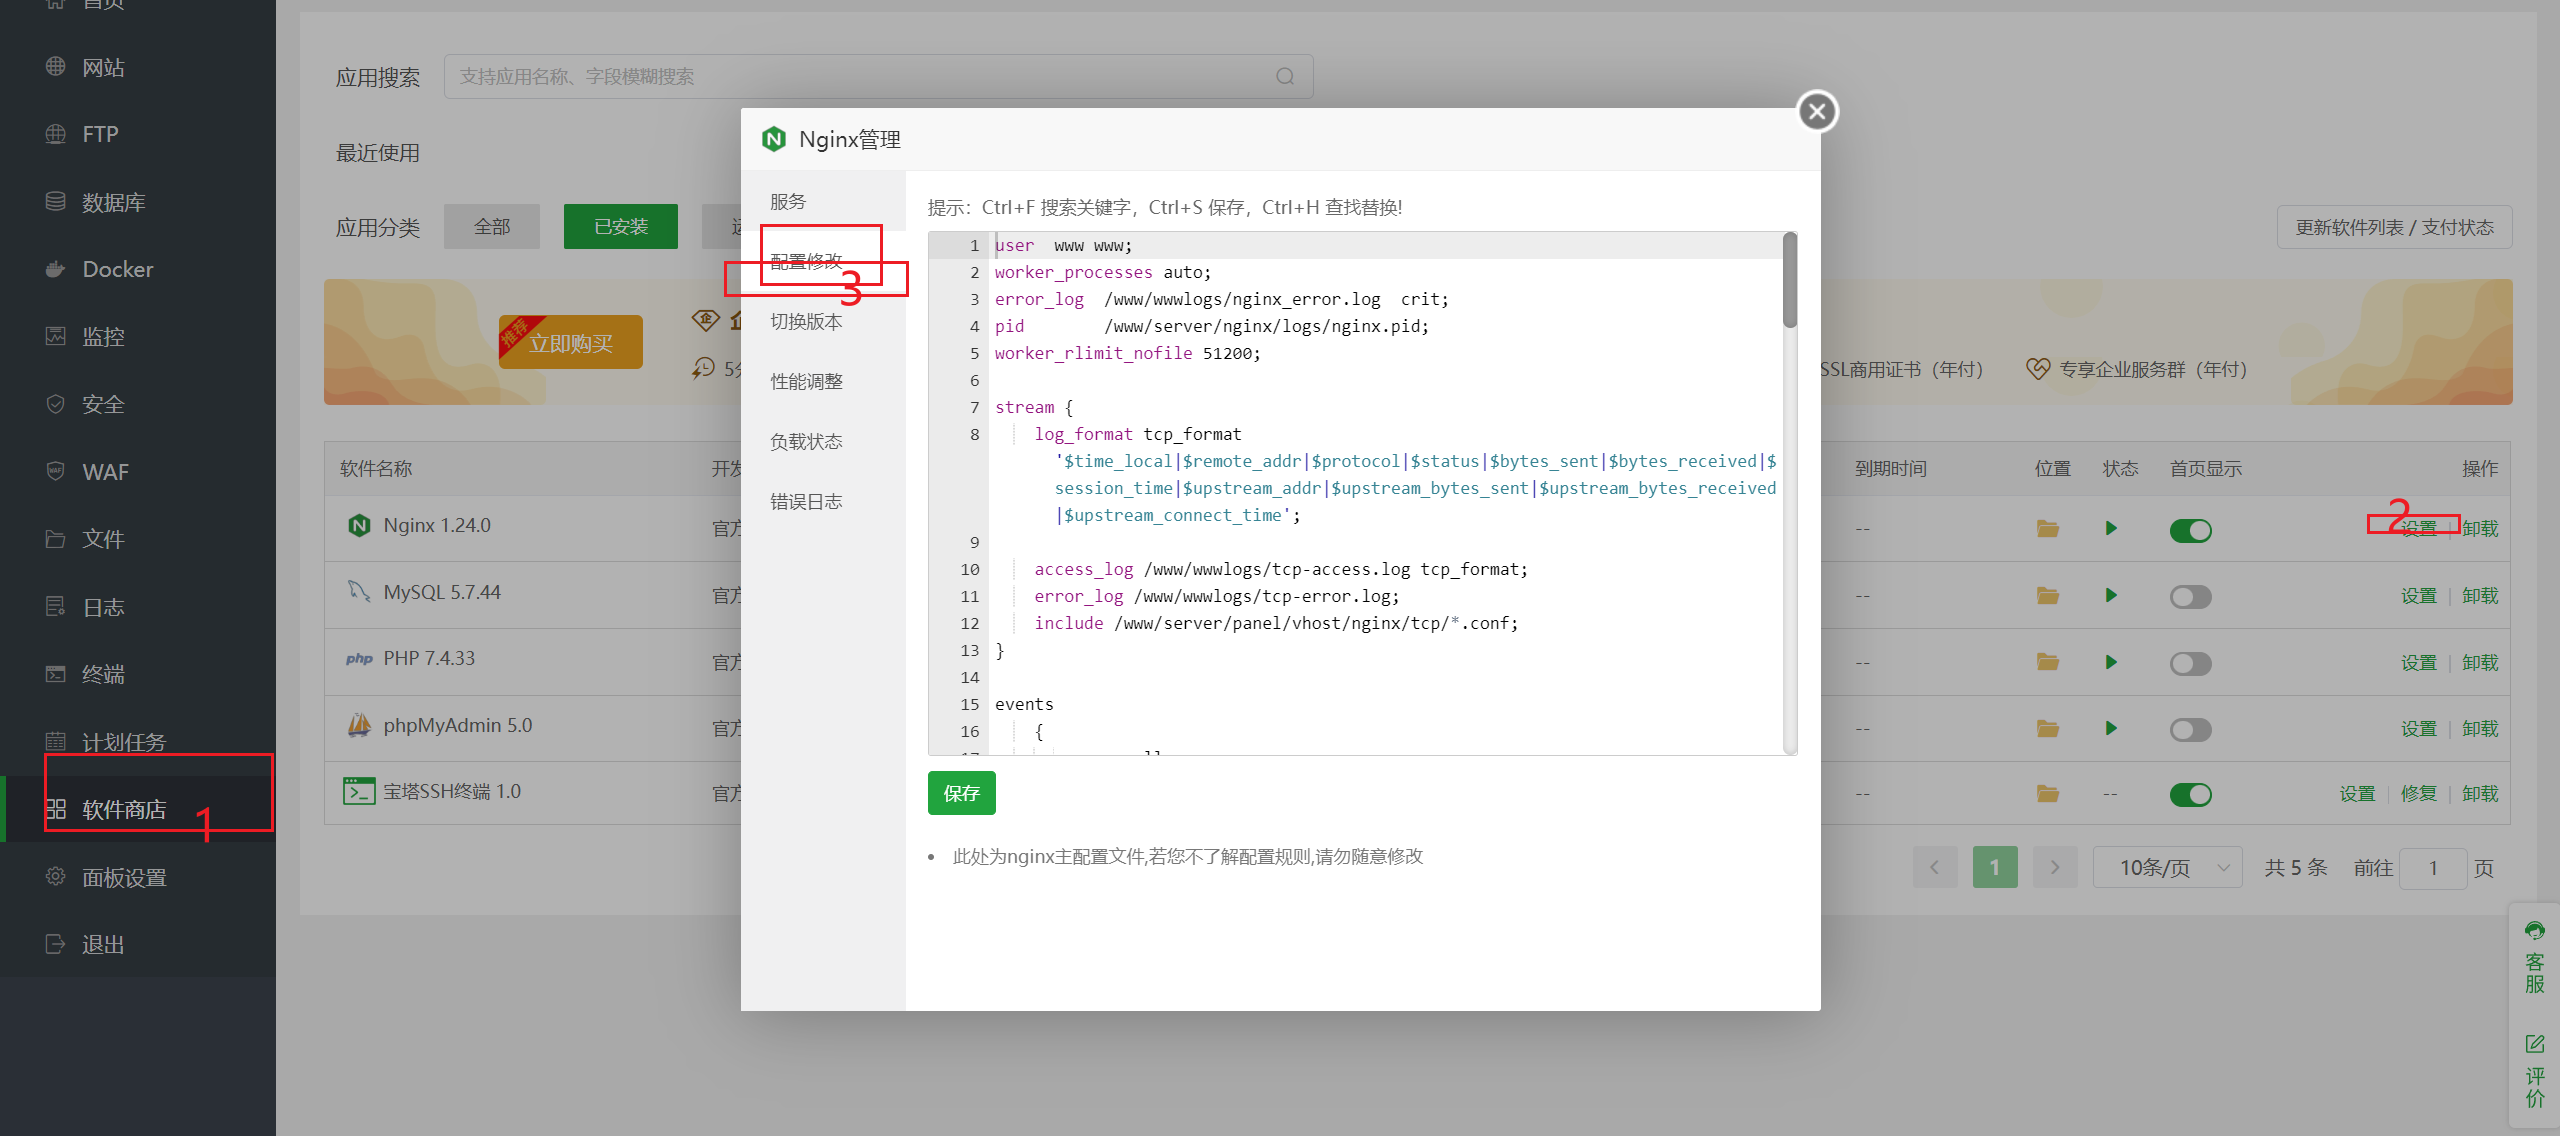 首页
网站
FTP
数据库
Docker
监控
安全
WAF
文件
日志
终端
计划任务
软件商店
1
面板设置
退出
应用搜索
支持应用名称、字段模糊搜索
最近使用
应用分类
全部
已安装
更新软件列表 / 支付状态
推荐
立即购买
企
5分
SSL商用证书（年付）
专享企业服务群（年付）
软件名称
到期时间
位置
状态
首页显示
操作
Nginx 1.24.0
官方
--
2
设置 | 卸载
MySQL 5.7.44
官方
--
设置 | 卸载
php
PHP 7.4.33
官方
--
设置 | 卸载
phpMyAdmin 5.0
官方
--
设置 | 卸载
宝塔SSH终端 1.0
官方
--
--
设置 | 修复 | 卸载
1
10条/页
共 5 条
前往
1
页
客服
评价
Nginx管理
服务
配置修改
3
切换版本
性能调整
负载状态
错误日志
提示：Ctrl+F 搜索关键字，Ctrl+S 保存，Ctrl+H 查找替换!
1 user  www www;
2 worker_processes auto;
3 error_log  /www/wwwlogs/nginx_error.log  crit;
4 pid        /www/server/nginx/logs/nginx.pid;
5 worker_rlimit_nofile 51200;
6
7 stream {
8     log_format tcp_format
'$time_local|$remote_addr|$protocol|$status|$bytes_sent|$bytes_received|$
session_time|$upstream_addr|$upstream_bytes_sent|$upstream_bytes_received
|$upstream_connect_time';
9
10     access_log /www/wwwlogs/tcp-access.log tcp_format;
11     error_log /www/wwwlogs/tcp-error.log;
12     include /www/server/panel/vhost/nginx/tcp/*.conf;
13 }
14
15 events
16     {
保存
此处为nginx主配置文件,若您不了解配置规则,请勿随意修改